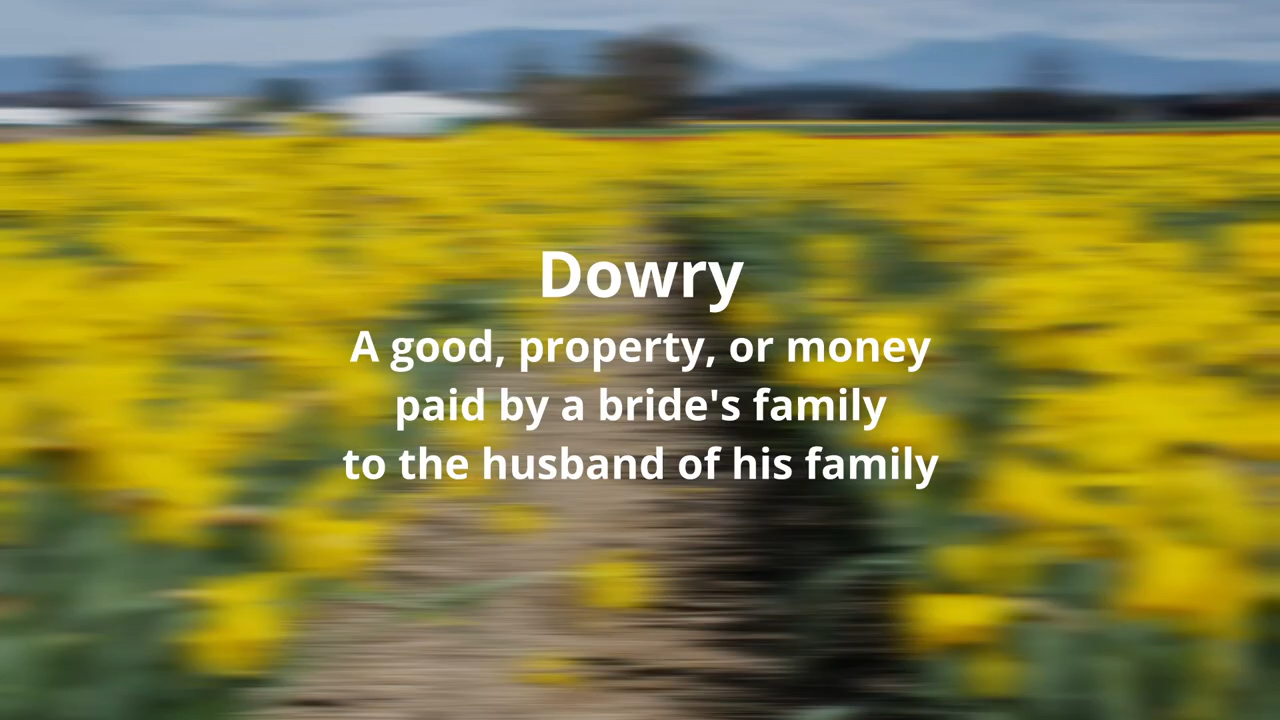 Dowry
A good, property, or money
paid by a bride's family
to the husband of his family